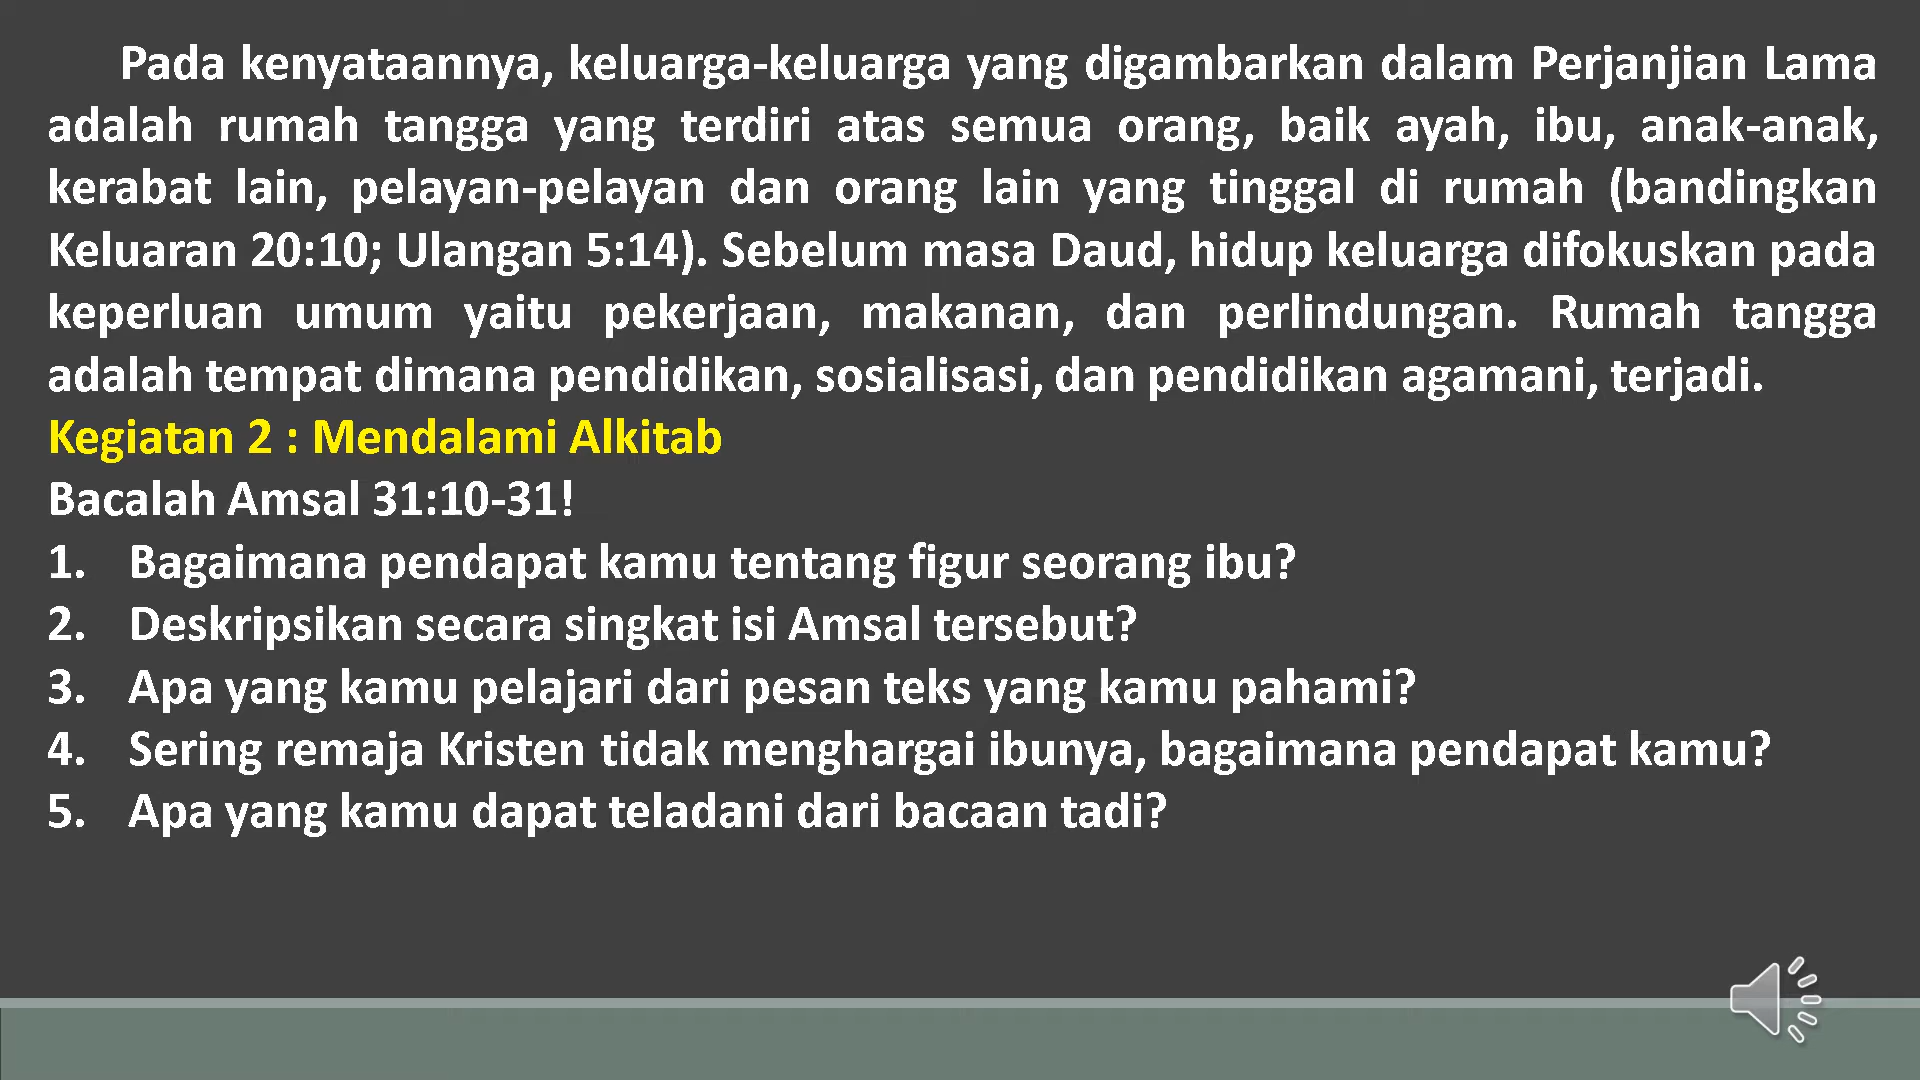 Pada kenyataannya, keluarga-keluarga yang digambarkan dalam Perjanjian Lama
adalah rumah tangga yang terdiri atas semua orang, baik ayah, ibu, anak-anak,
kerabat lain, pelayan-pelayan dan orang lain yang tinggal di rumah (bandingkan
Keluaran 20:10; Ulangan 5:14). Sebelum masa Daud, hidup keluarga difokuskan pada
keperluan umum yaitu pekerjaan, makanan, dan perlindungan. Rumah tangga
adalah tempat dimana pendidikan, sosialisasi, dan pendidikan agamani, terjadi.
Kegiatan 2 : Mendalami Alkitab
Bacalah Amsal 31:10-31!
1. Bagaimana pendapat kamu tentang figur seorang ibu?
2. Deskripsikan secara singkat isi Amsal tersebut?
3. Apa yang kamu pelajari dari pesan teks yang kamu pahami?
4. Sering remaja Kristen tidak menghargai ibunya, bagaimana pendapat kamu?
5. Apa yang kamu dapat teladani dari bacaan tadi?